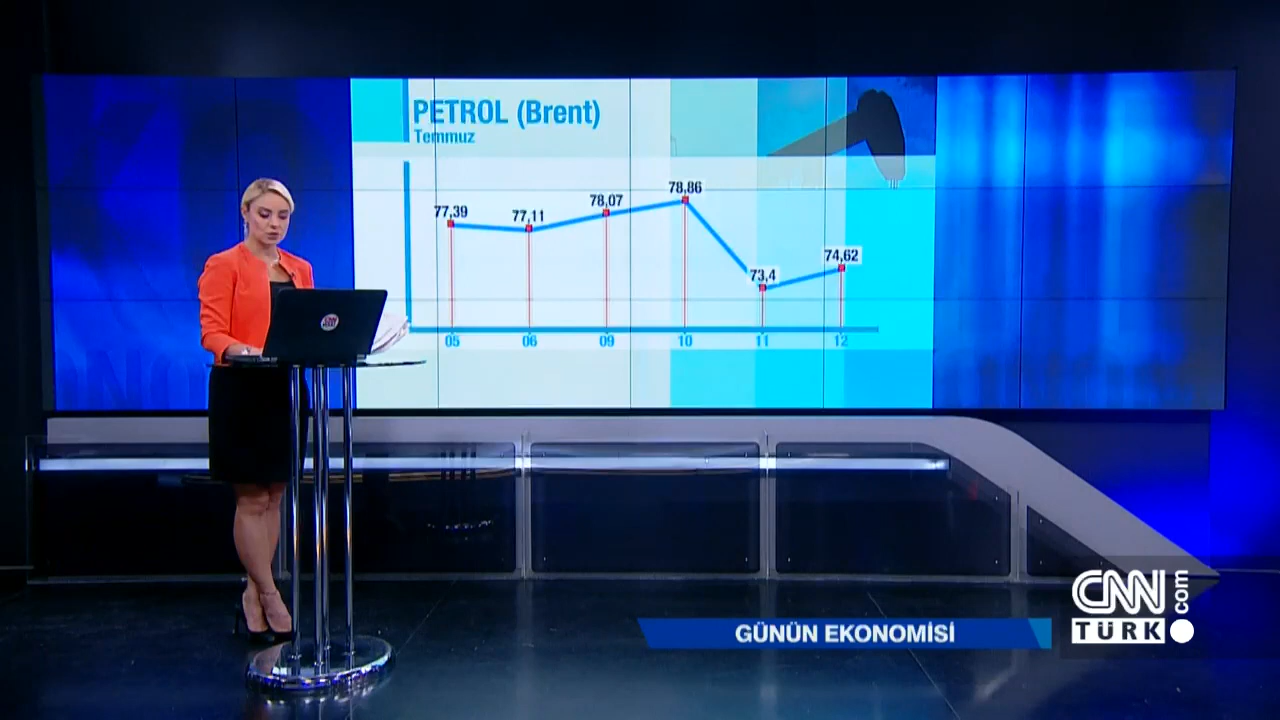 PETROL (Brent)
Temmuz
77,39
77,11
78,07
78,86
73,4
74,62
05
06
09
10
11
12
CNN
GÜNÜN EKONOMİSİ
CNN
TÜRK
.com